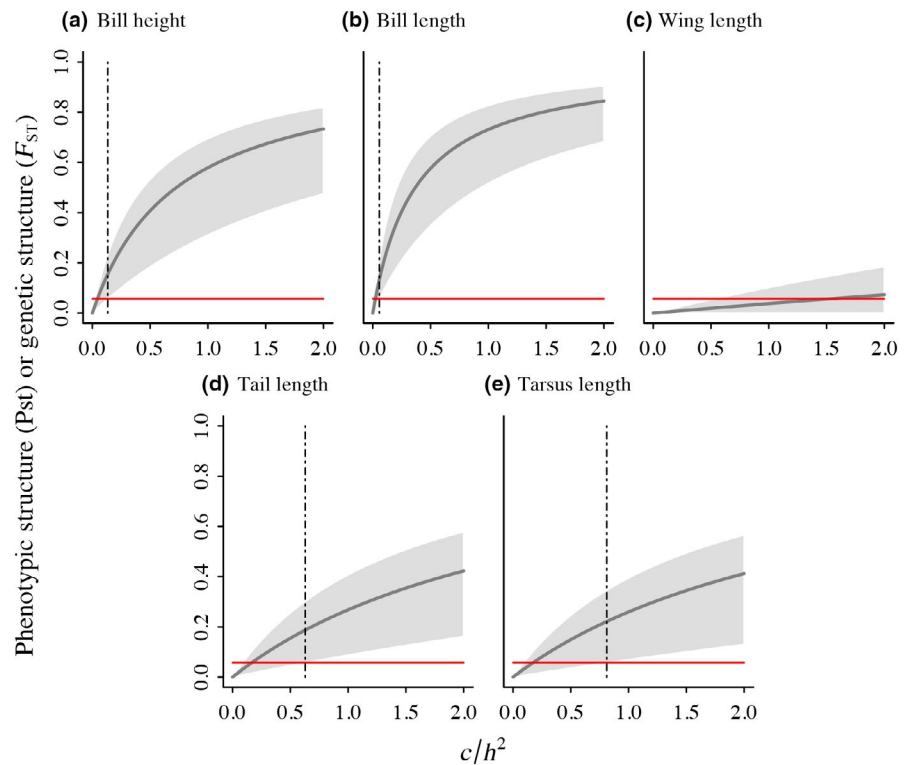 (a) Bill height
(b) Bill length
(c) Wing length
Phenotypic structure (Pst) or genetic structure (FST)
0.0 0.2 0.4 0.6 0.8 1.0
0.0 0.5 1.0 1.5 2.0
0.0 0.5 1.0 1.5 2.0
0.0 0.5 1.0 1.5 2.0
(d) Tail length
(e) Tarsus length
0.0 0.2 0.4 0.6 0.8 1.0
0.0 0.5 1.0 1.5 2.0
0.0 0.5 1.0 1.5 2.0
c/h²